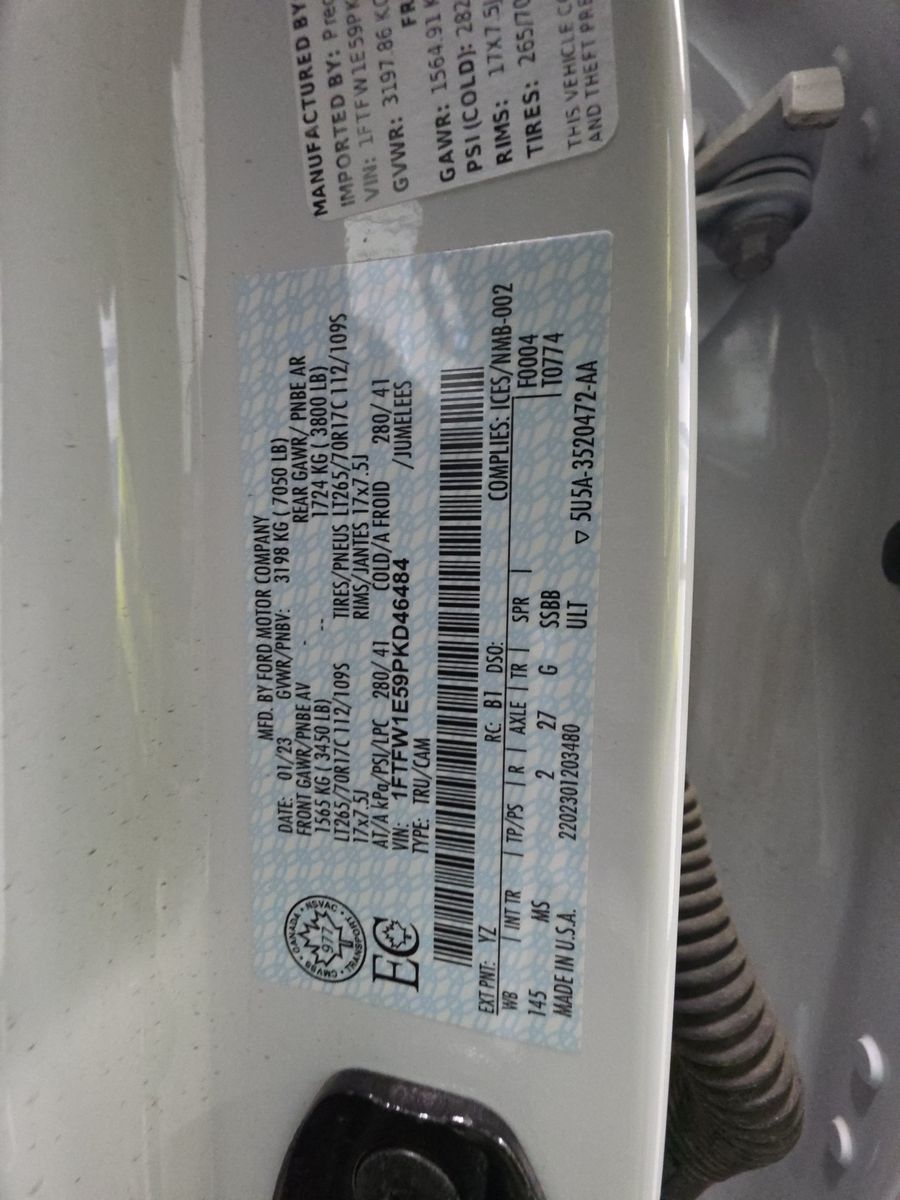 MFD. BY FORD MOTOR COMPANY
DATE: 01/23 GVWR/PNBV: 3198 KG ( 7050 LB)
FRONT GAWR/PNBE AV - REAR GAWR/ PNBE AR
1565 KG ( 3450 LB) -- 1724 KG ( 3800 LB)
LT265/70R17C 112/109S TIRES/PNEUS LT265/70R17C 112/109S
17x7.5J RIMS/JANTES 17x7.5J
AT/A kPa/PSI/LPC 280/ 41 COLD/A FROID 280/ 41
VIN: 1FTFW1E59PKD46484 /JUMELEES
TYPE: TRU/CAM
CANADA · NSVAC · TRANSPORT · CMVSS
977
EC
COMPLIES: ICES/NMB-002
EXT PNT: YZ RC: B1 DSO: F0004
WB | INT TR | TP/PS | R | AXLE | TR | SPR | T0774
145 MS 2 27 G SSBB
ULT
MADE IN U.S.A. 2202301203480 ▽ 5U5A-3520472-AA
MANUFACTURED BY
IMPORTED BY:
VIN: 1FTFW1E59PK
GVWR: 3197.86 KG
GAWR: 1564.91 K
PSI (COLD): 282
RIMS: 17X7.5J
TIRES: 265/70
THIS VEHICLE
AND THEFT